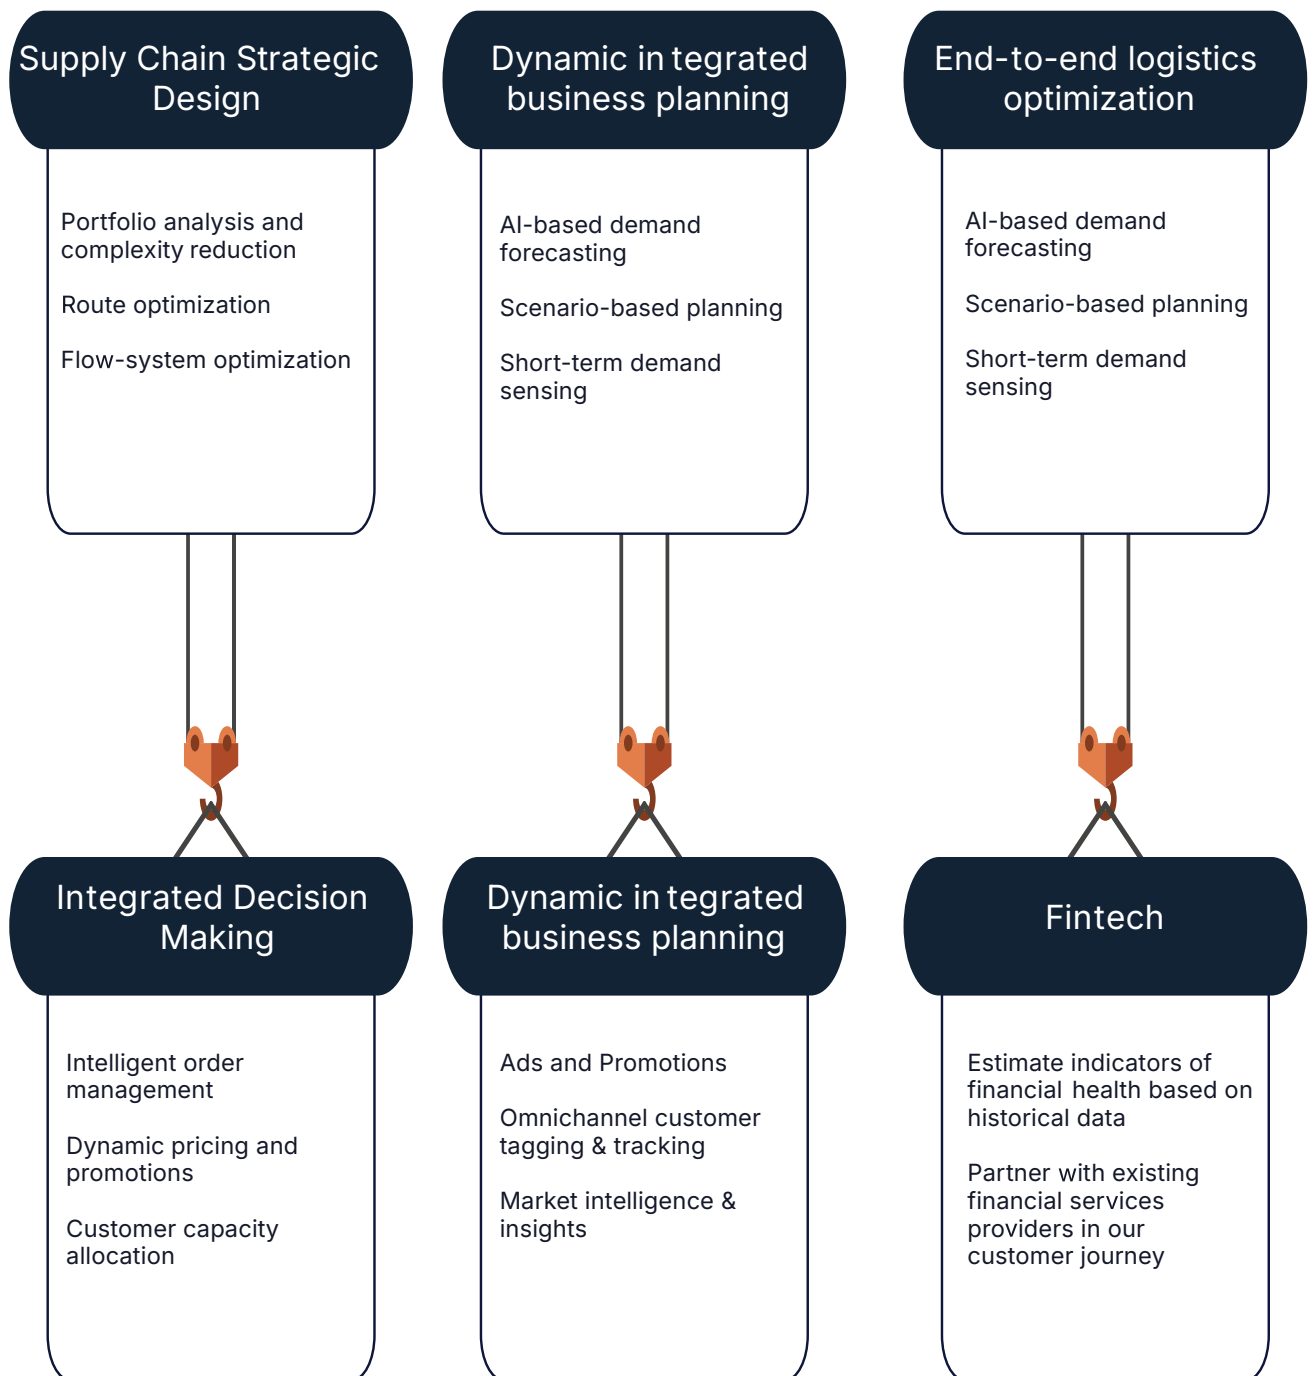 Supply Chain Strategic
Design
Portfolio analysis and
complexity reduction
Route optimization
Flow-system optimization
Dynamic in tegrated
business planning
AI-based demand
forecasting
Scenario-based planning
Short-term demand
sensing
End-to-end logistics
optimization
AI-based demand
forecasting
Scenario-based planning
Short-term demand
sensing
Integrated Decision
Making
Intelligent order
management
Dynamic pricing and
promotions
Customer capacity
allocation
Dynamic in tegrated
business planning
Ads and Promotions
Omnichannel customer
tagging & tracking
Market intelligence &
insights
Fintech
Estimate indicators of
financial health based on
historical data
Partner with existing
financial services
providers in our
customer journey